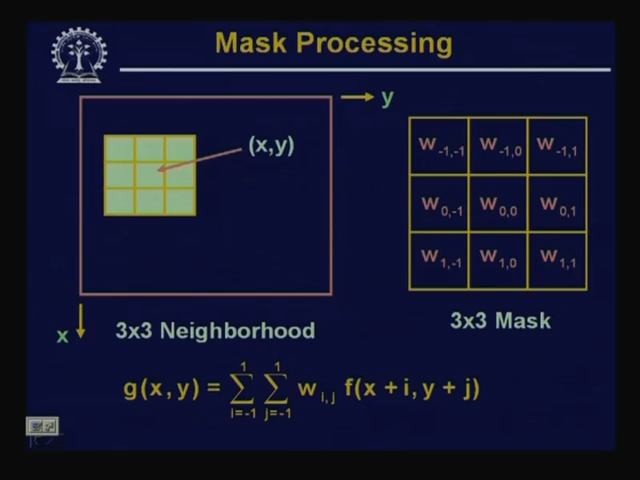 Mask Processing
y
(x,y)
w-1,-1 w-1,0 w-1,1
w0,-1 w0,0 w0,1
w1,-1 w1,0 w1,1
x
3x3 Neighborhood
3x3 Mask
g(x,y) = 1∑i=-1 1∑j=-1 w i,j f(x + i, y + j)